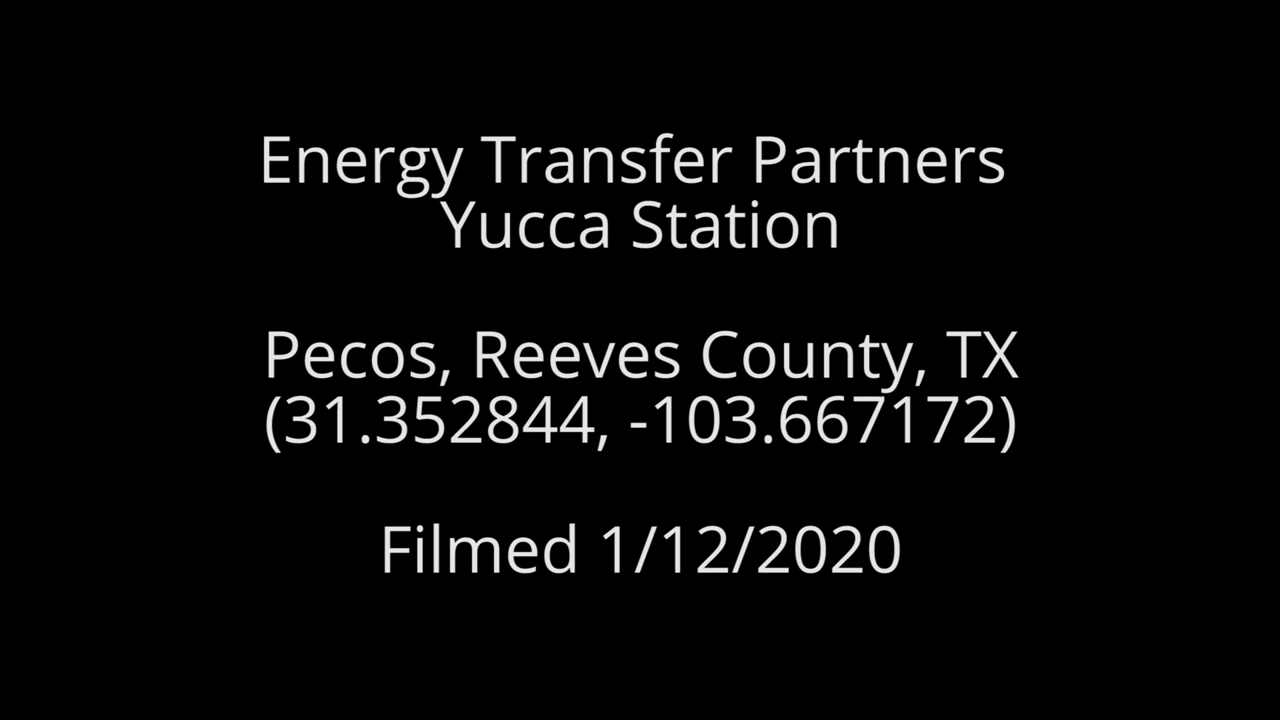 Energy Transfer Partners
Yucca Station
Pecos, Reeves County, TX
(31.352844, -103.667172)
Filmed 1/12/2020